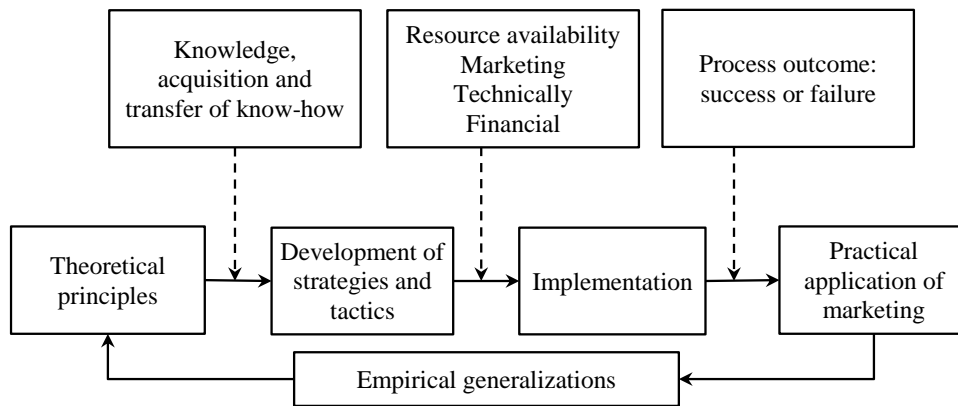 Knowledge,
acquisition and
transfer of know-how
Resource availability
Marketing
Technically
Financial
Process outcome:
success or failure
Theoretical
principles
Development of
strategies and
tactics
Implementation
Practical
application of
marketing
Empirical generalizations